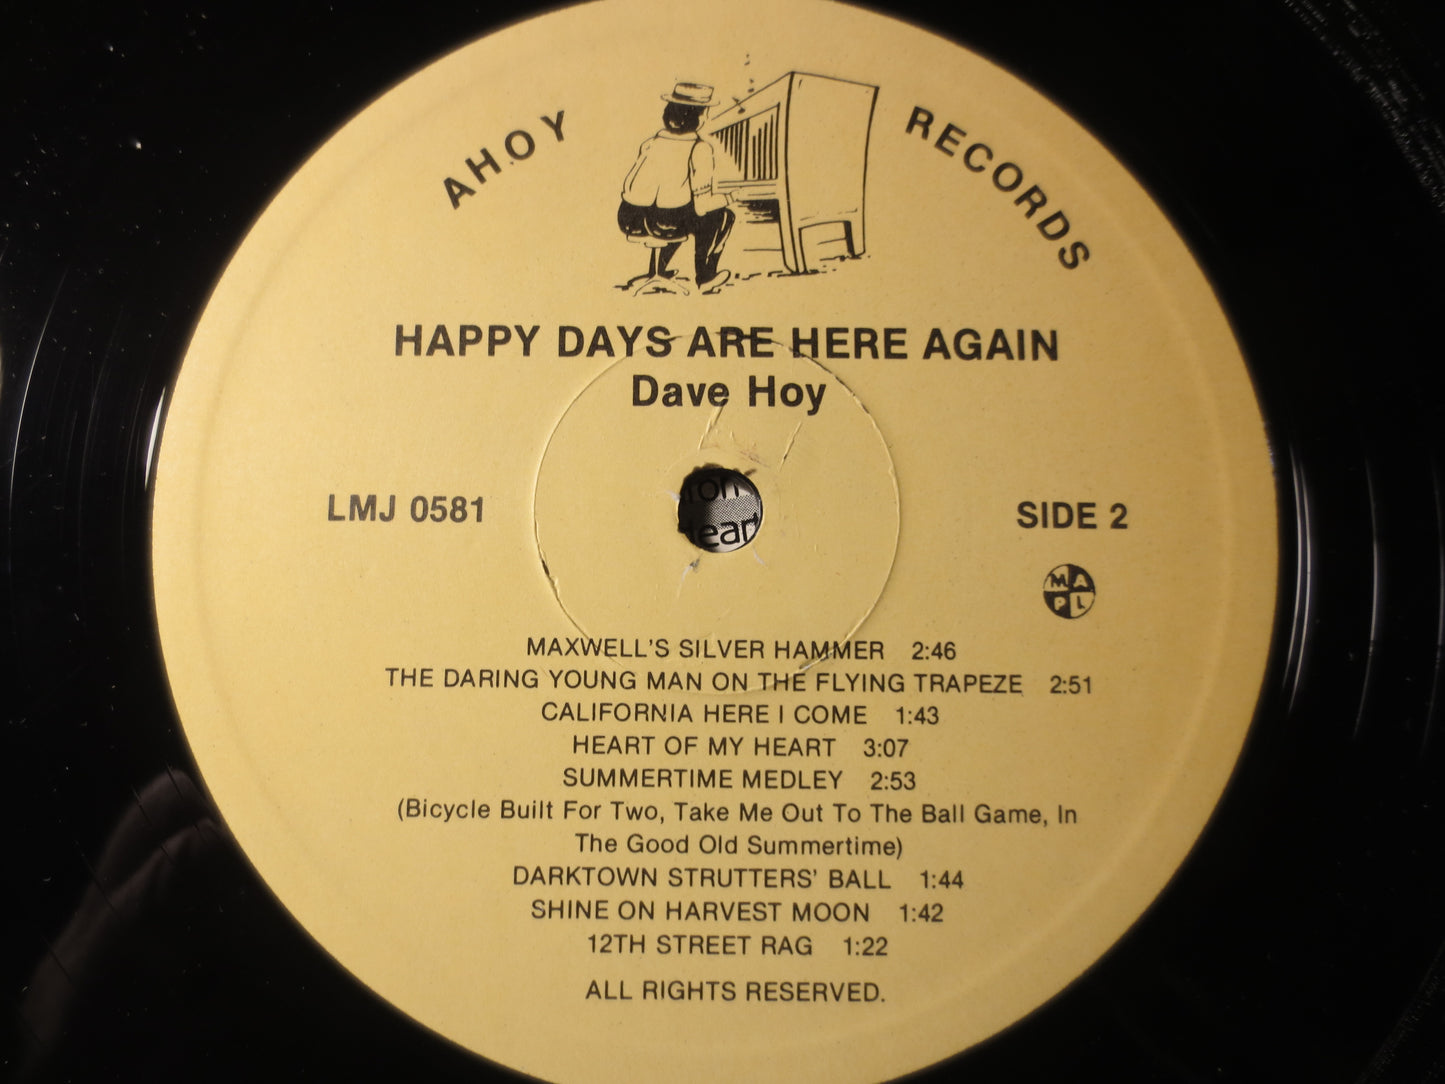 AHOY RECORDS
HAPPY DAYS ARE HERE AGAIN
Dave Hoy
LMJ 0581
SIDE 2
M A
P L
MAXWELL'S SILVER HAMMER 2:46
THE DARING YOUNG MAN ON THE FLYING TRAPEZE 2:51
CALIFORNIA HERE I COME 1:43
HEART OF MY HEART 3:07
SUMMERTIME MEDLEY 2:53
(Bicycle Built For Two, Take Me Out To The Ball Game, In
The Good Old Summertime)
DARKTOWN STRUTTERS' BALL 1:44
SHINE ON HARVEST MOON 1:42
12TH STREET RAG 1:22
ALL RIGHTS RESERVED.